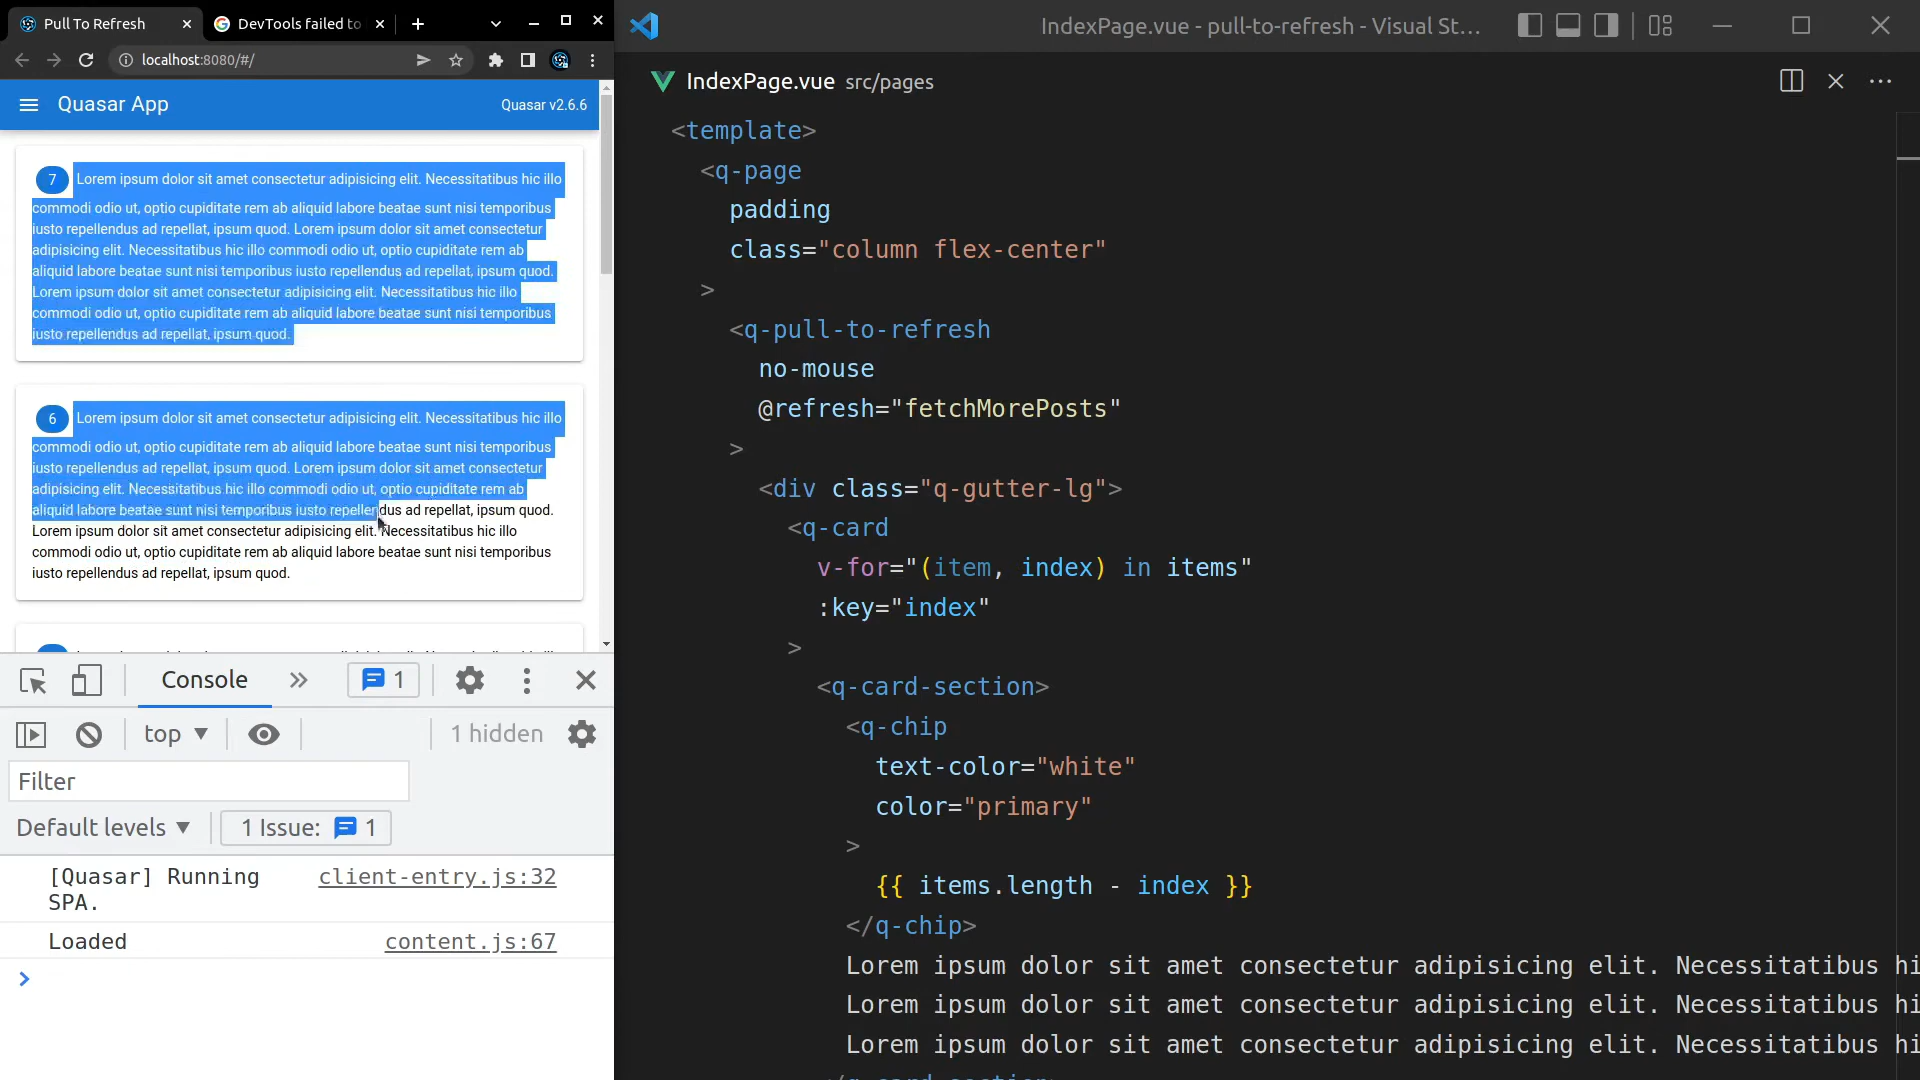 Pull To Refresh
DevTools failed to
localhost:8080/#/
Quasar App
Quasar v2.6.6
7 Lorem ipsum dolor sit amet consectetur adipisicing elit. Necessitatibus hic illo
commodi odio ut, optio cupiditate rem ab aliquid labore beatae sunt nisi temporibus
iusto repellendus ad repellat, ipsum quod. Lorem ipsum dolor sit amet consectetur
adipisicing elit. Necessitatibus hic illo commodi odio ut, optio cupiditate rem ab
aliquid labore beatae sunt nisi temporibus iusto repellendus ad repellat, ipsum quod.
Lorem ipsum dolor sit amet consectetur adipisicing elit. Necessitatibus hic illo
commodi odio ut, optio cupiditate rem ab aliquid labore beatae sunt nisi temporibus
iusto repellendus ad repellat, ipsum quod.
6 Lorem ipsum dolor sit amet consectetur adipisicing elit. Necessitatibus hic illo
commodi odio ut, optio cupiditate rem ab aliquid labore beatae sunt nisi temporibus
iusto repellendus ad repellat, ipsum quod. Lorem ipsum dolor sit amet consectetur
adipisicing elit. Necessitatibus hic illo commodi odio ut, optio cupiditate rem ab
aliquid labore beatae sunt nisi temporibus iusto repellendus ad repellat, ipsum quod.
Lorem ipsum dolor sit amet consectetur adipisicing elit. Necessitatibus hic illo
commodi odio ut, optio cupiditate rem ab aliquid labore beatae sunt nisi temporibus
iusto repellendus ad repellat, ipsum quod.
Console
1
top
1 hidden
Filter
Default levels
1 Issue: 1
[Quasar] Running client-entry.js:32
SPA.
Loaded content.js:67
IndexPage.vue - pull-to-refresh - Visual St...
IndexPage.vue src/pages
<template>
<q-page
padding
class="column flex-center"
>
<q-pull-to-refresh
no-mouse
@refresh="fetchMorePosts"
>
<div class="q-gutter-lg">
<q-card
v-for="(item, index) in items"
:key="index"
>
<q-card-section>
<q-chip
text-color="white"
color="primary"
>
{{ items.length - index }}
</q-chip>
Lorem ipsum dolor sit amet consectetur adipisicing elit. Necessitatibus hi
Lorem ipsum dolor sit amet consectetur adipisicing elit. Necessitatibus hi
Lorem ipsum dolor sit amet consectetur adipisicing elit. Necessitatibus hi